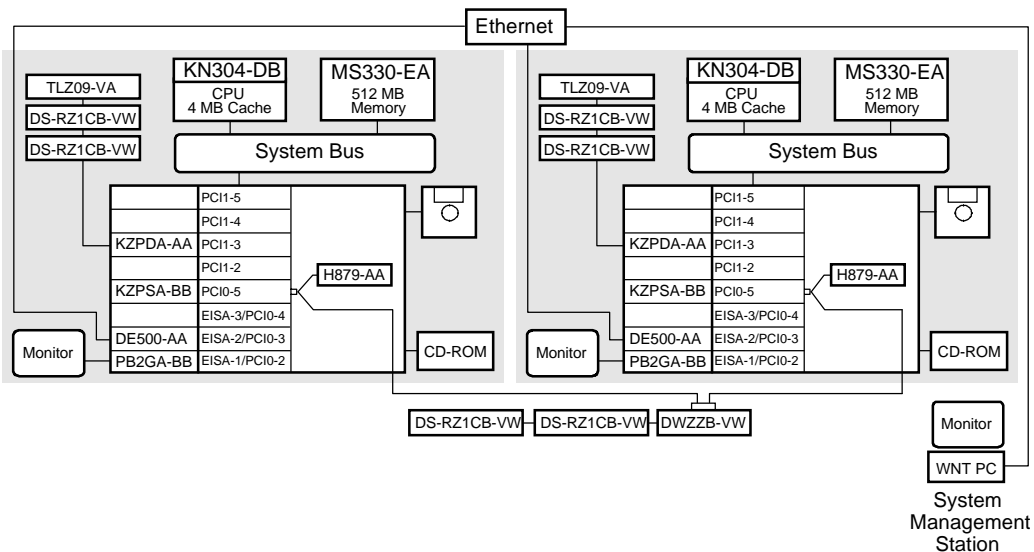 Ethernet
TLZ09-VA
DS-RZ1CB-VW
DS-RZ1CB-VW
KN304-DB
CPU
4 MB Cache
MS330-EA
512 MB
Memory
System Bus
PCI1-5
PCI1-4
KZPDA-AA PCI1-3
PCI1-2
KZPSA-BB PCI0-5
EISA-3/PCI0-4
DE500-AA EISA-2/PCI0-3
PB2GA-BB EISA-1/PCI0-2
H879-AA
Monitor
CD-ROM
TLZ09-VA
DS-RZ1CB-VW
DS-RZ1CB-VW
KN304-DB
CPU
4 MB Cache
MS330-EA
512 MB
Memory
System Bus
PCI1-5
PCI1-4
KZPDA-AA PCI1-3
PCI1-2
KZPSA-BB PCI0-5
EISA-3/PCI0-4
DE500-AA EISA-2/PCI0-3
PB2GA-BB EISA-1/PCI0-2
H879-AA
Monitor
CD-ROM
DS-RZ1CB-VW DS-RZ1CB-VW DWZZB-VW
Monitor
WNT PC
System
Management
Station